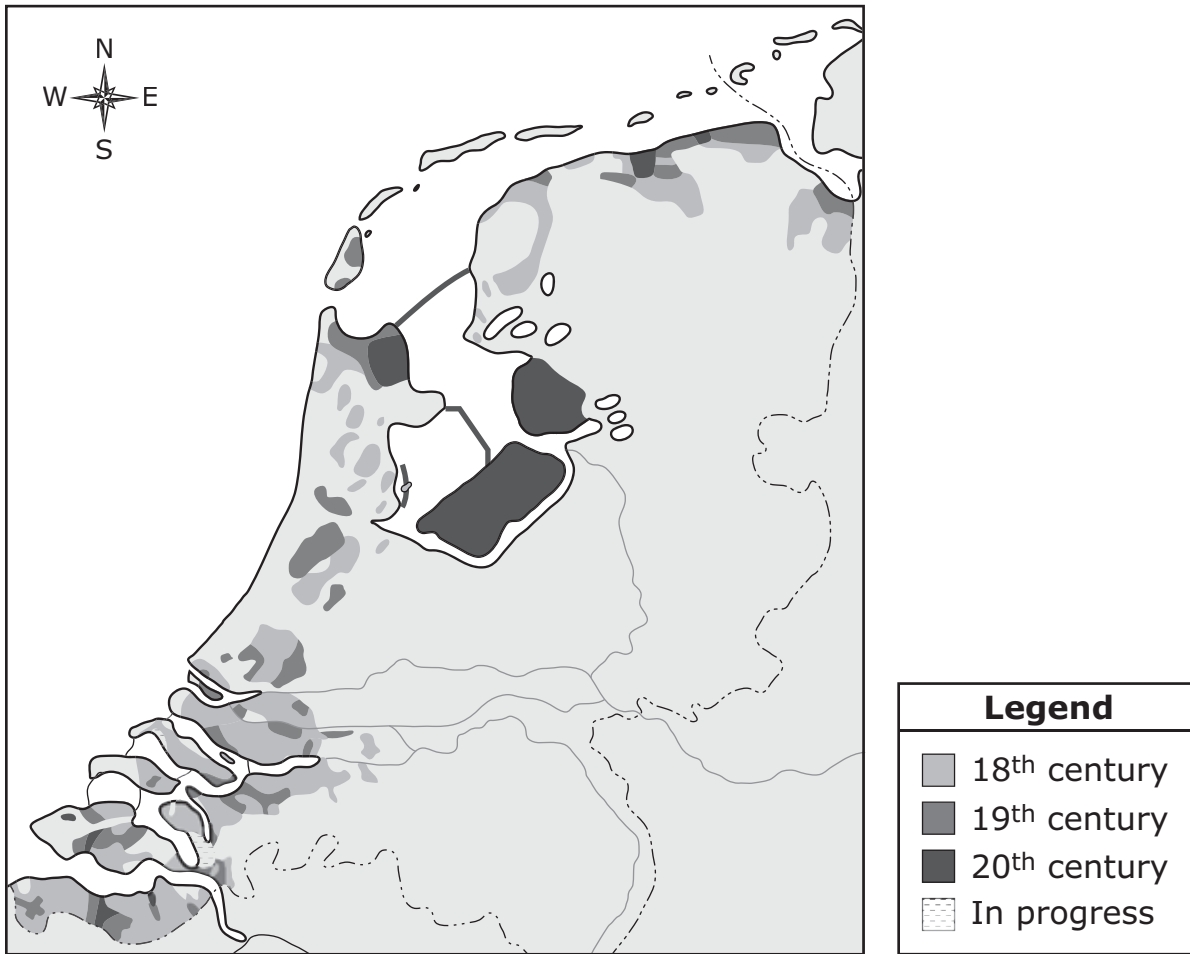 N
W E
S
Legend
18th century
19th century
20th century
In progress